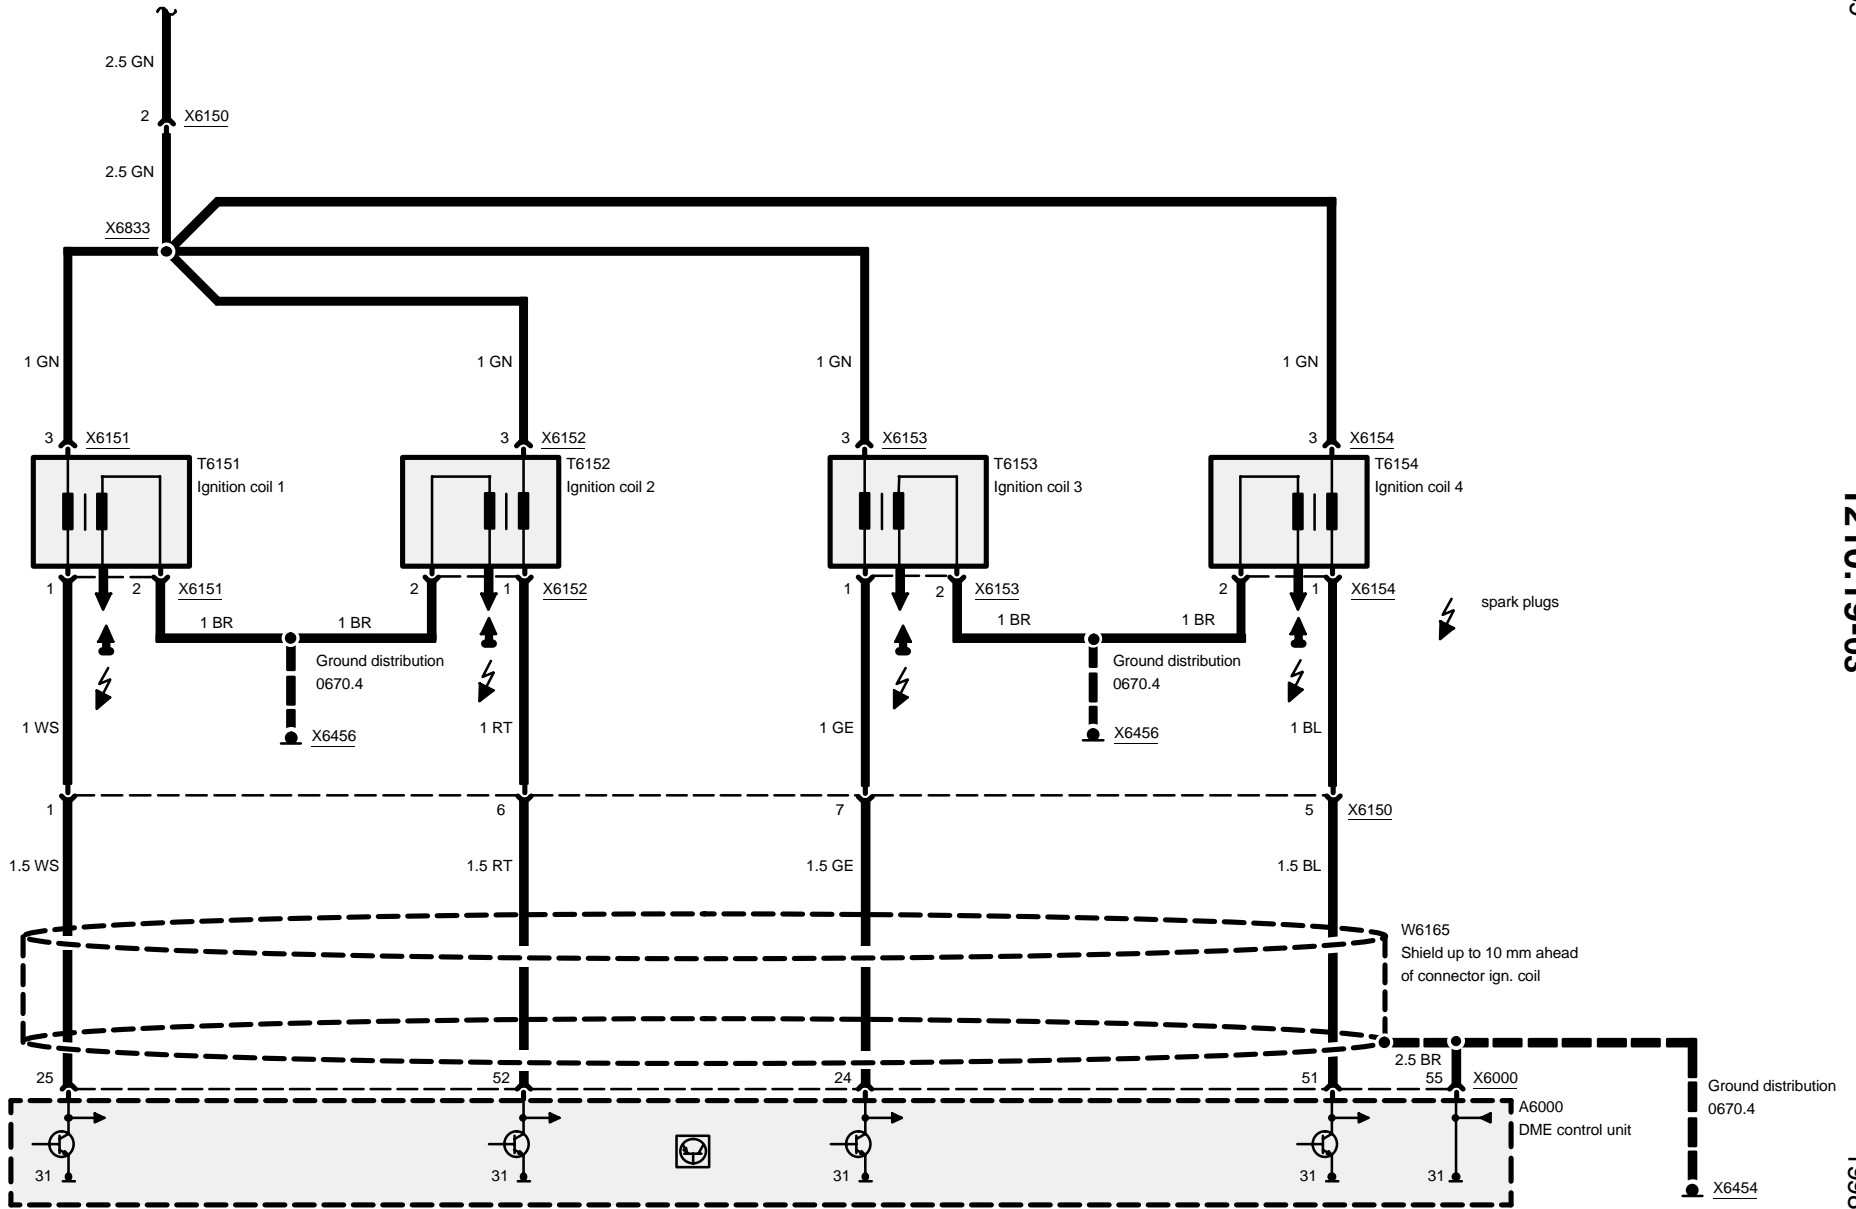 2.5 GN
2 X6150
2.5 GN
X6833
1 GN 1 GN 1 GN 1 GN
3 X6151 3 X6152 3 X6153 3 X6154
T6151 T6152 T6153 T6154
Ignition coil 1 Ignition coil 2 Ignition coil 3 Ignition coil 4
1 2 X6151 2 1 X6152 1 2 X6153 2 1 X6154
spark plugs
1 BR 1 BR 1 BR 1 BR
Ground distribution Ground distribution
0670.4 0670.4
1 WS X6456 1 RT 1 GE X6456 1 BL
1 6 7 5 X6150
1.5 WS 1.5 RT 1.5 GE 1.5 BL
W6165
Shield up to 10 mm ahead
of connector ign. coil
2.5 BR
25 52 24 51 55 X6000
Ground distribution
0670.4
A6000
DME control unit
31 31 31 31 31
X6454